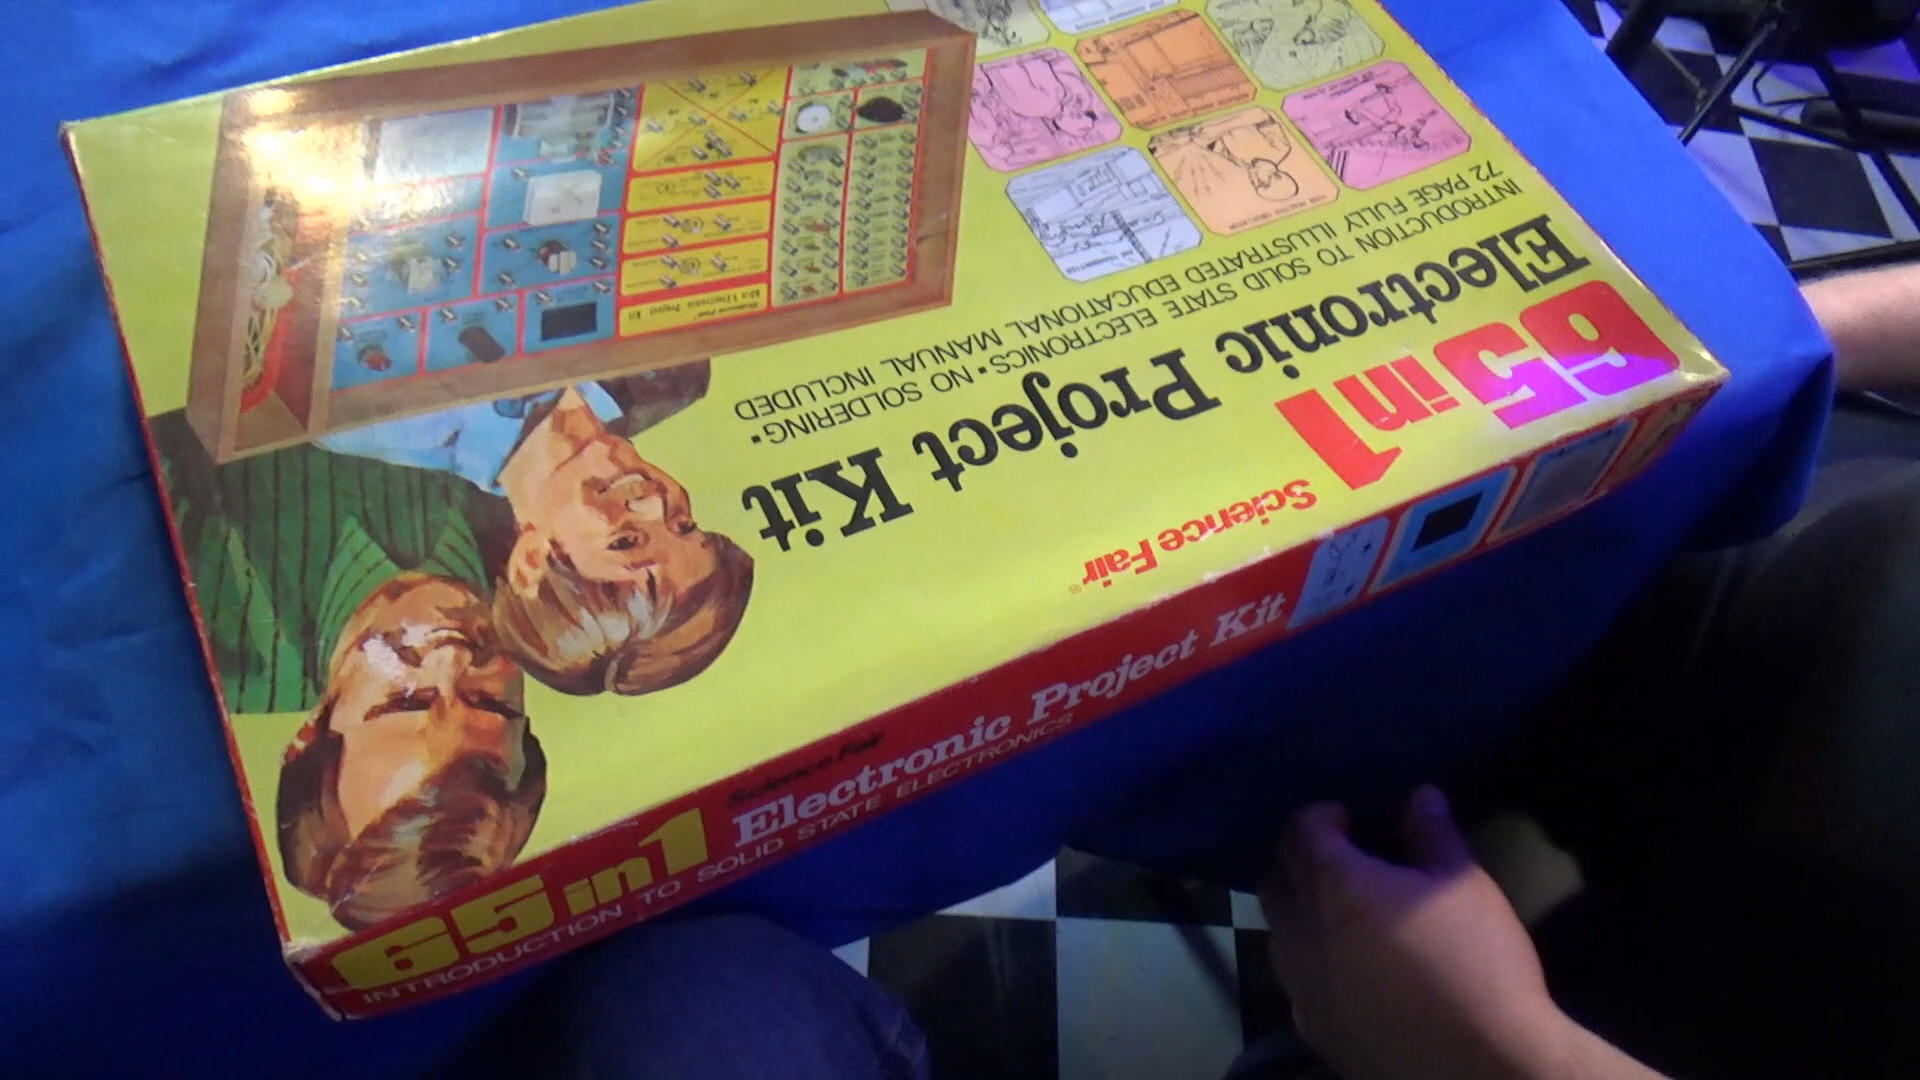 Science Fair®
65 in 1
Electronic Project Kit
INTRODUCTION TO SOLID STATE ELECTRONICS • NO SOLDERING •
72 PAGE FULLY ILLUSTRATED EDUCATIONAL MANUAL INCLUDED
65 in 1
Science Fair
Electronic Project Kit
INTRODUCTION TO SOLID STATE ELECTRONICS